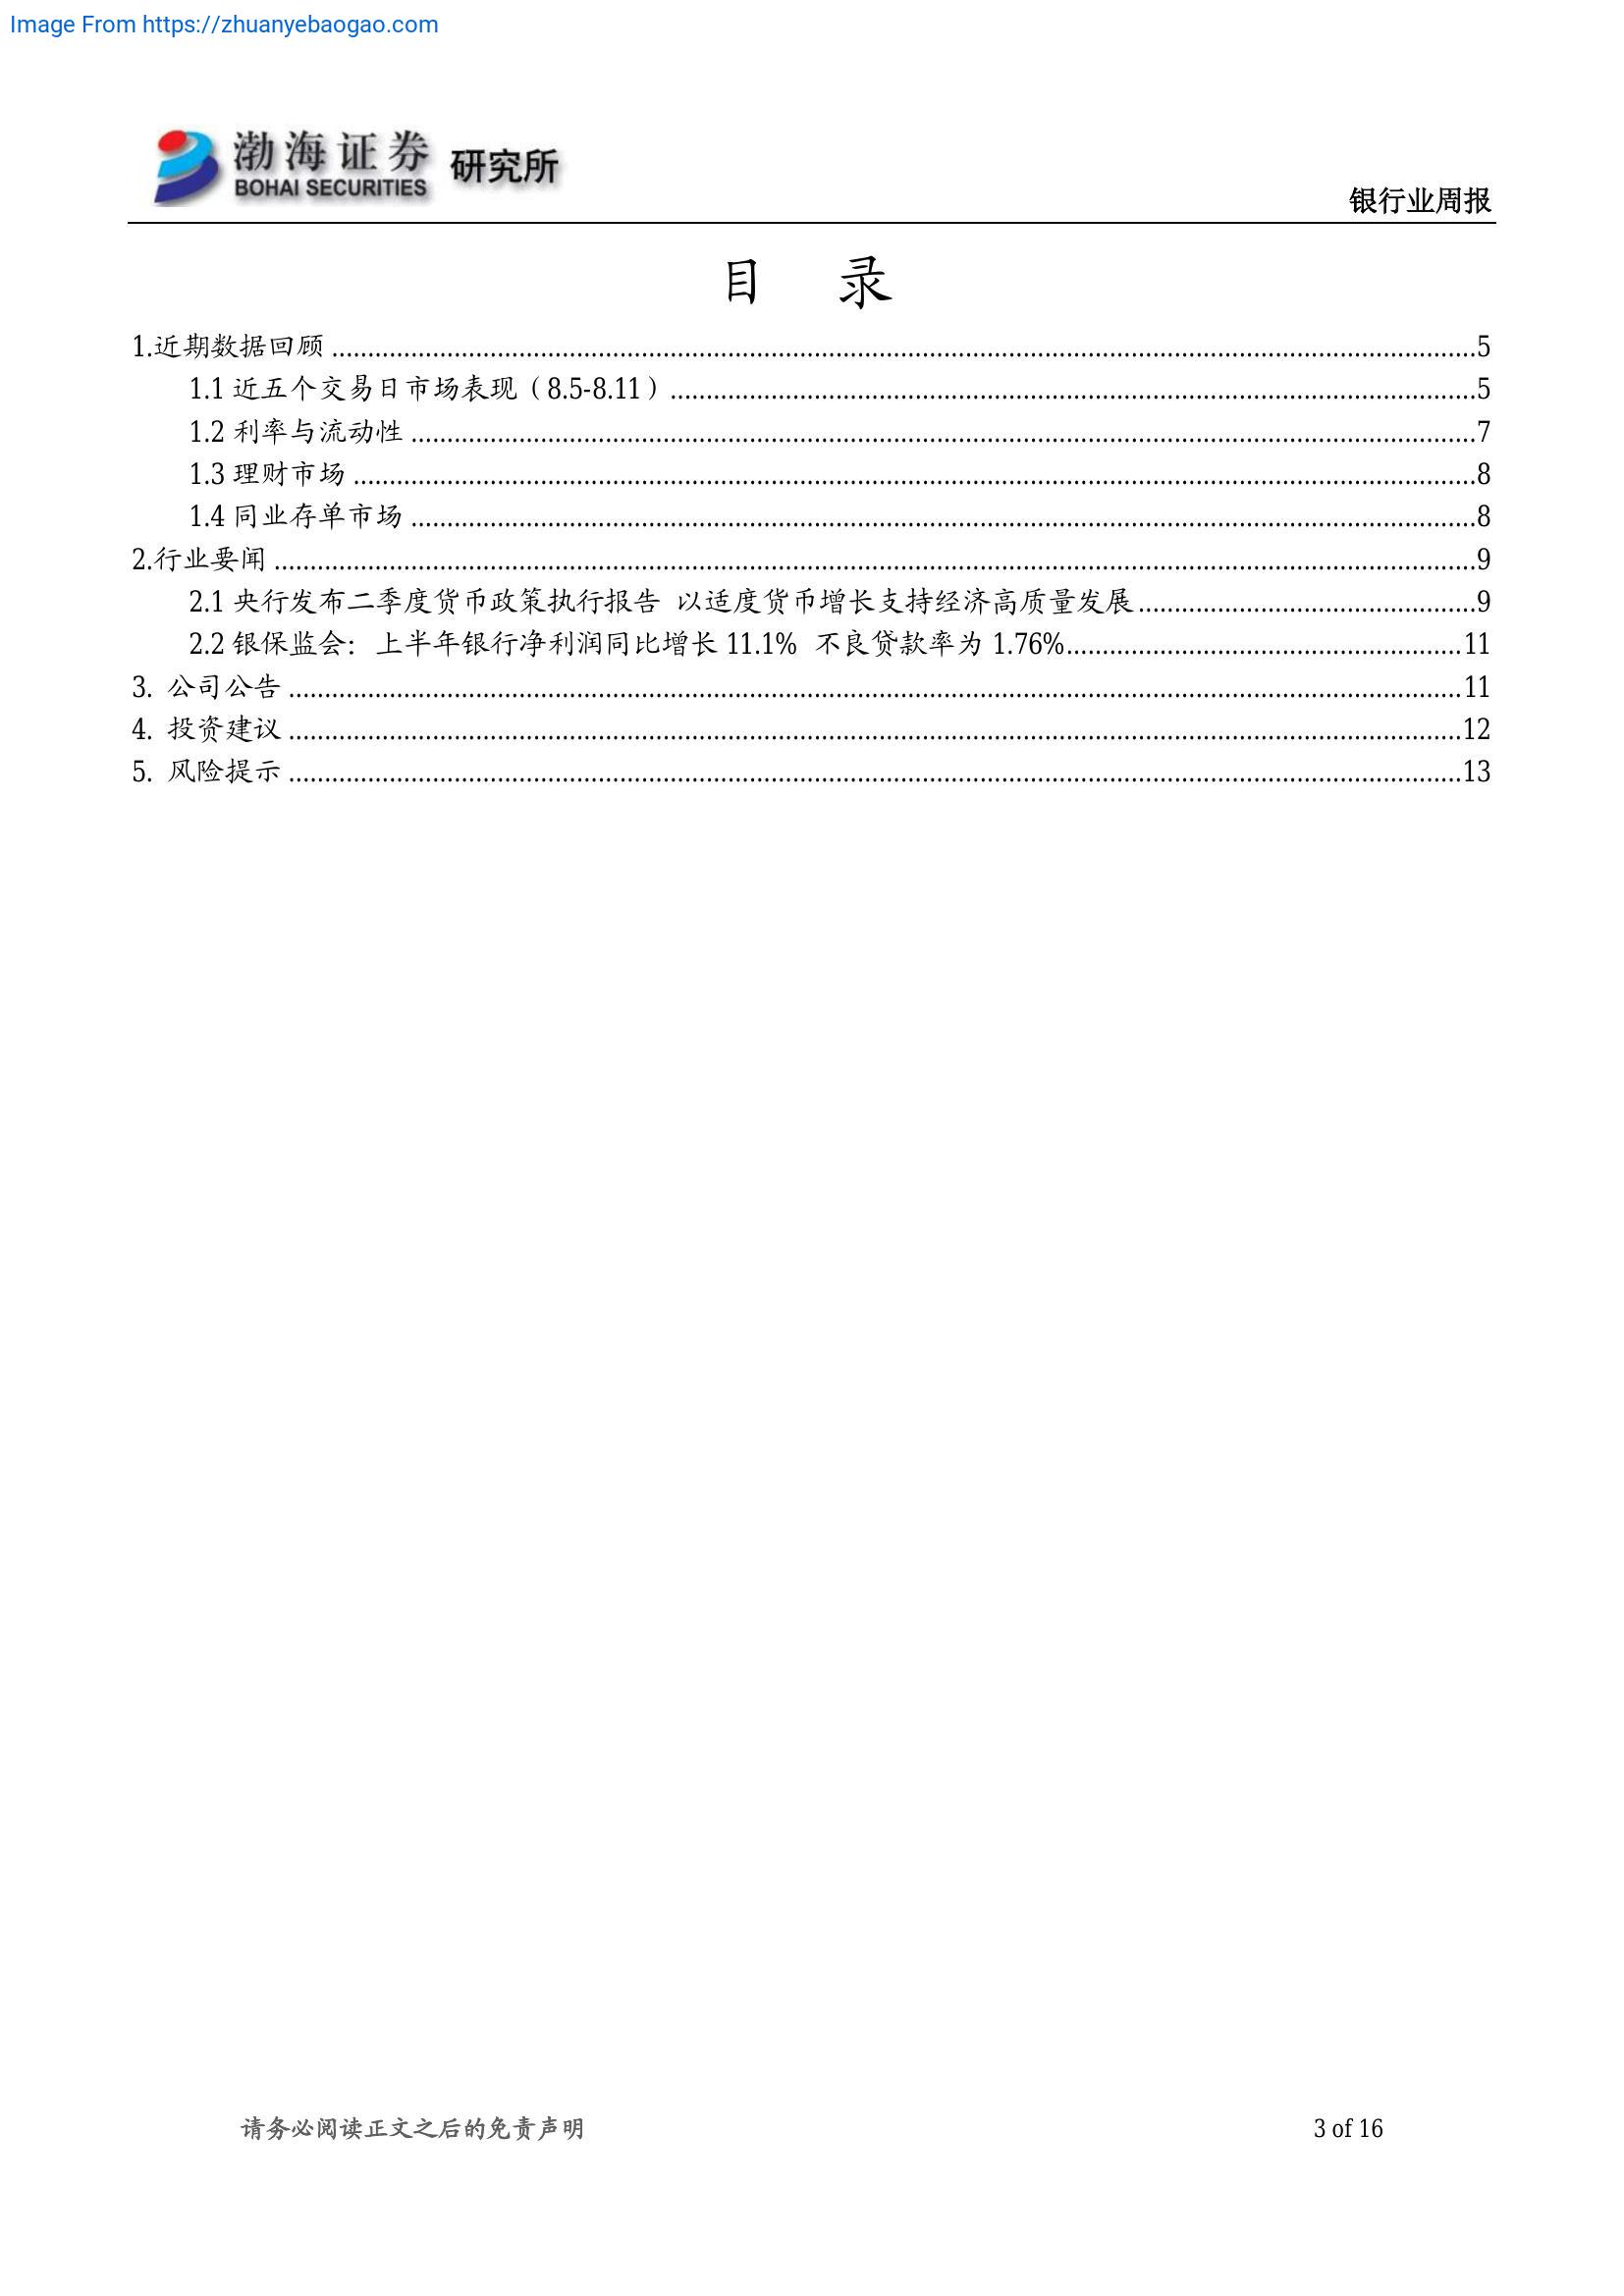 Image From https://zhuanyebaogao.com
渤海证券 研究所
BOHAI SECURITIES
银行业周报
目 录
1.近期数据回顾 ........................................ 5
1.1 近五个交易日市场表现（8.5-8.11）........................................ 5
1.2 利率与流动性 ........................................ 7
1.3 理财市场 ........................................ 8
1.4 同业存单市场 ........................................ 8
2.行业要闻 ........................................ 9
2.1 央行发布二季度货币政策执行报告 以适度货币增长支持经济高质量发展........................................ 9
2.2 银保监会：上半年银行净利润同比增长 11.1% 不良贷款率为 1.76%........................................ 11
3. 公司公告 ........................................ 11
4. 投资建议 ........................................ 12
5. 风险提示 ........................................ 13
请务必阅读正文之后的免责声明 3 of 16